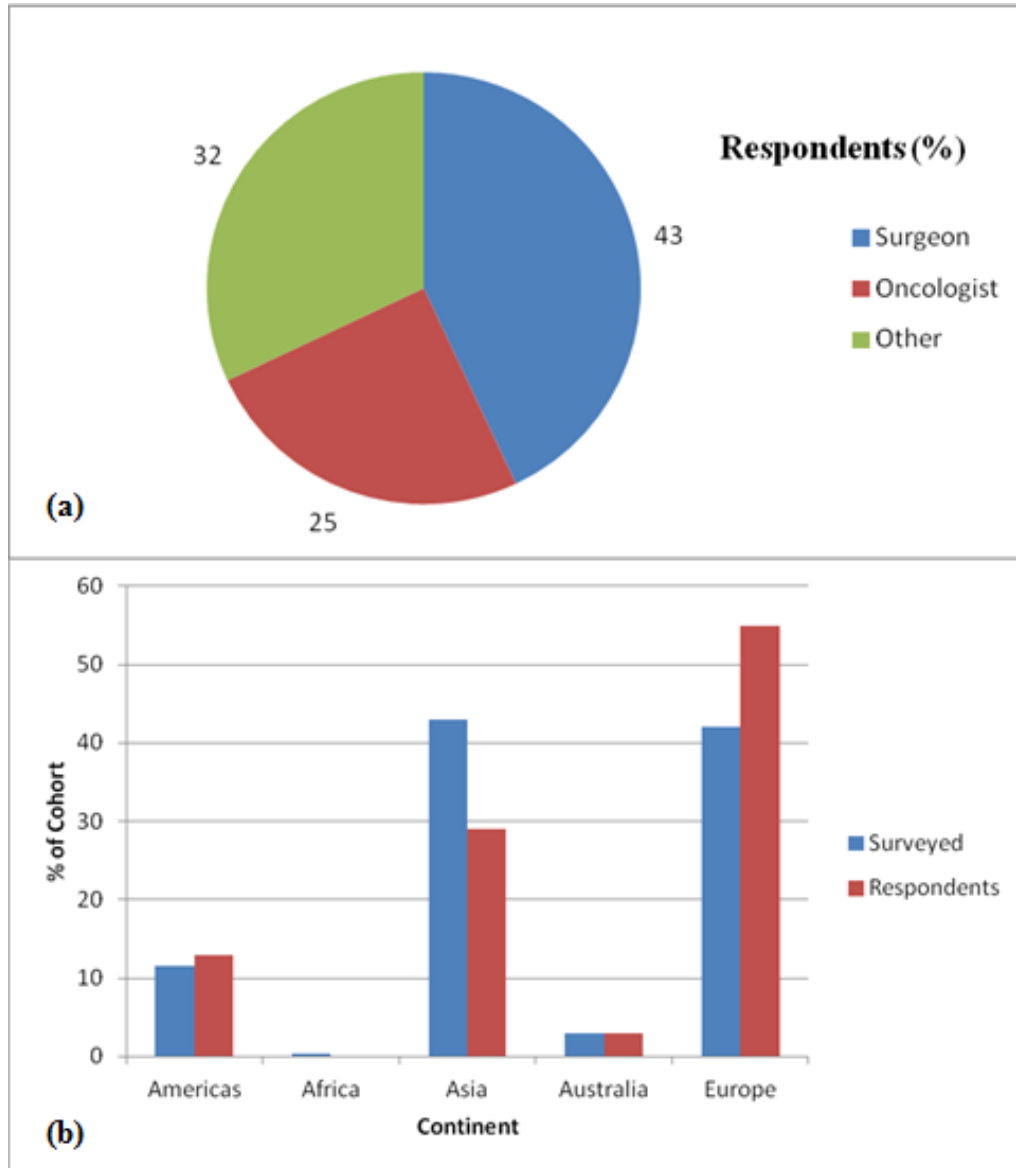 Respondents (%)
32
43
Surgeon
Oncologist
Other
25
(a)
60
50
40
30
20
10
0
% of Cohort
Surveyed
Respondents
Americas
Africa
Asia
Australia
Europe
Continent
(b)